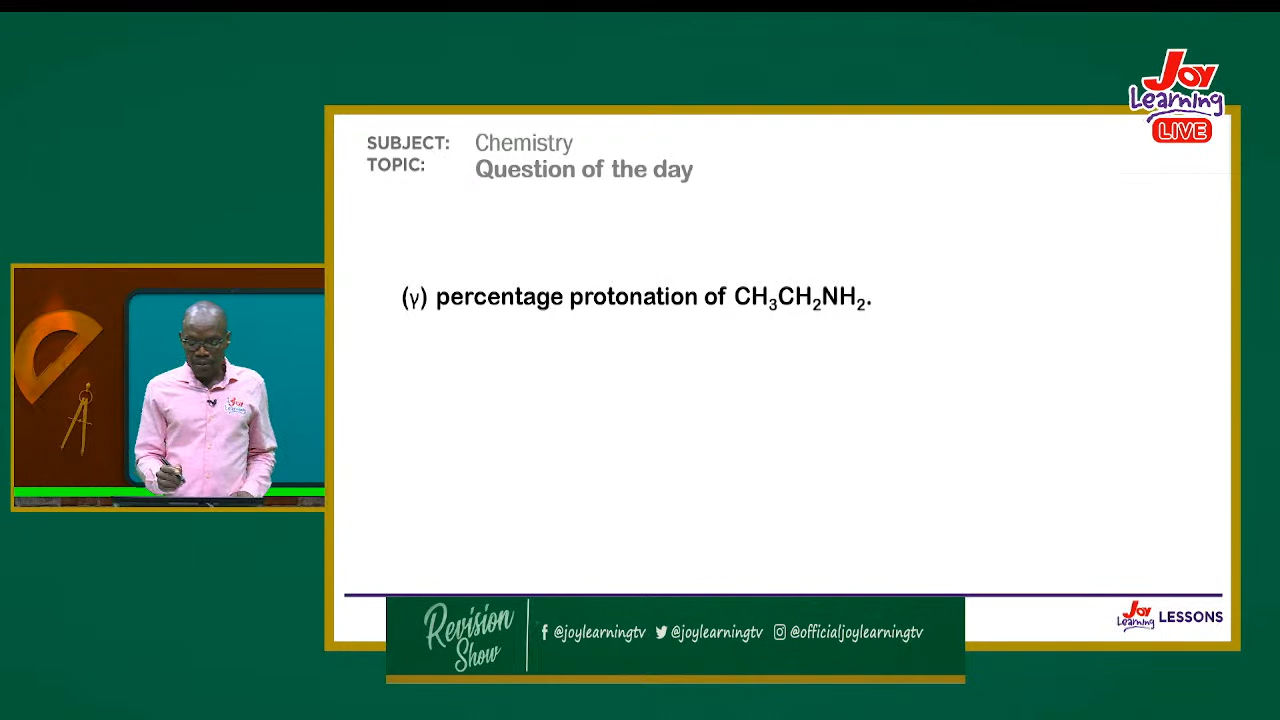 Joy
Learning
LIVE
SUBJECT: Chemistry
TOPIC: Question of the day
(γ) percentage protonation of CH₃CH₂NH₂.
Joy
Learning LESSONS
Revision
Show
@joylearningtv @joylearningtv @officialjoylearningtv